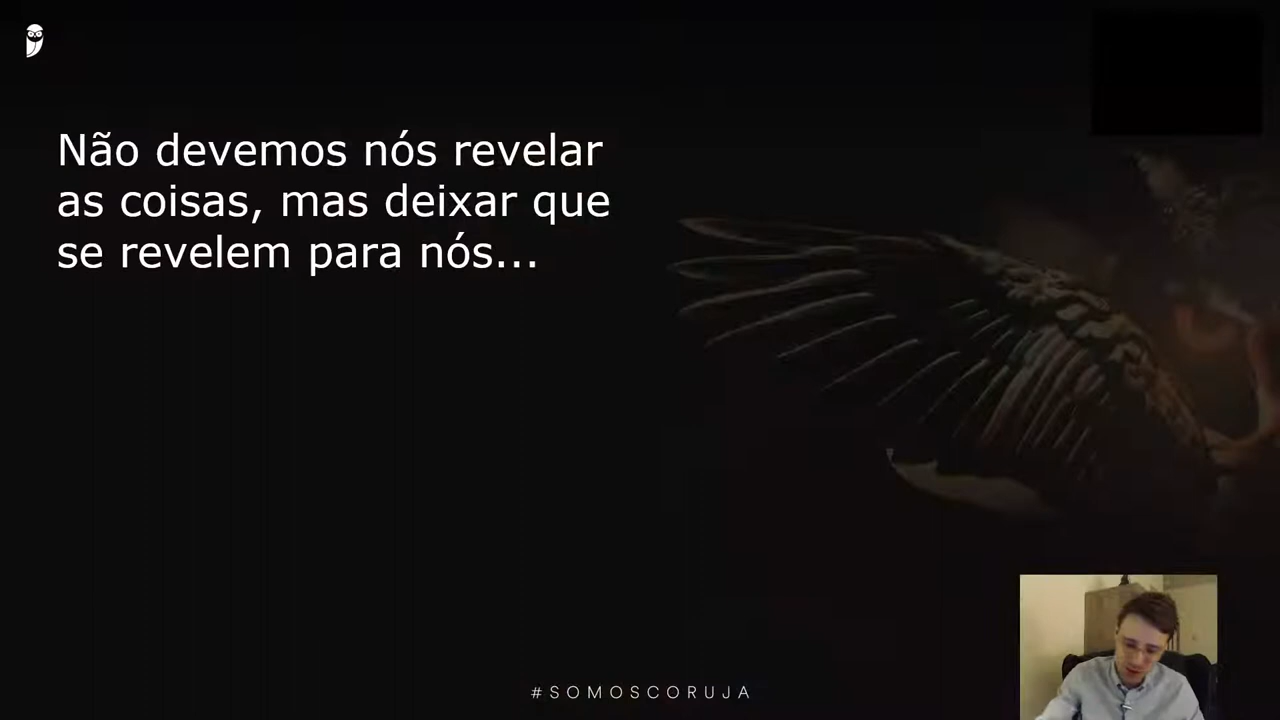 Não devemos nós revelar
as coisas, mas deixar que
se revelem para nós...
#SOMOSCORUJA